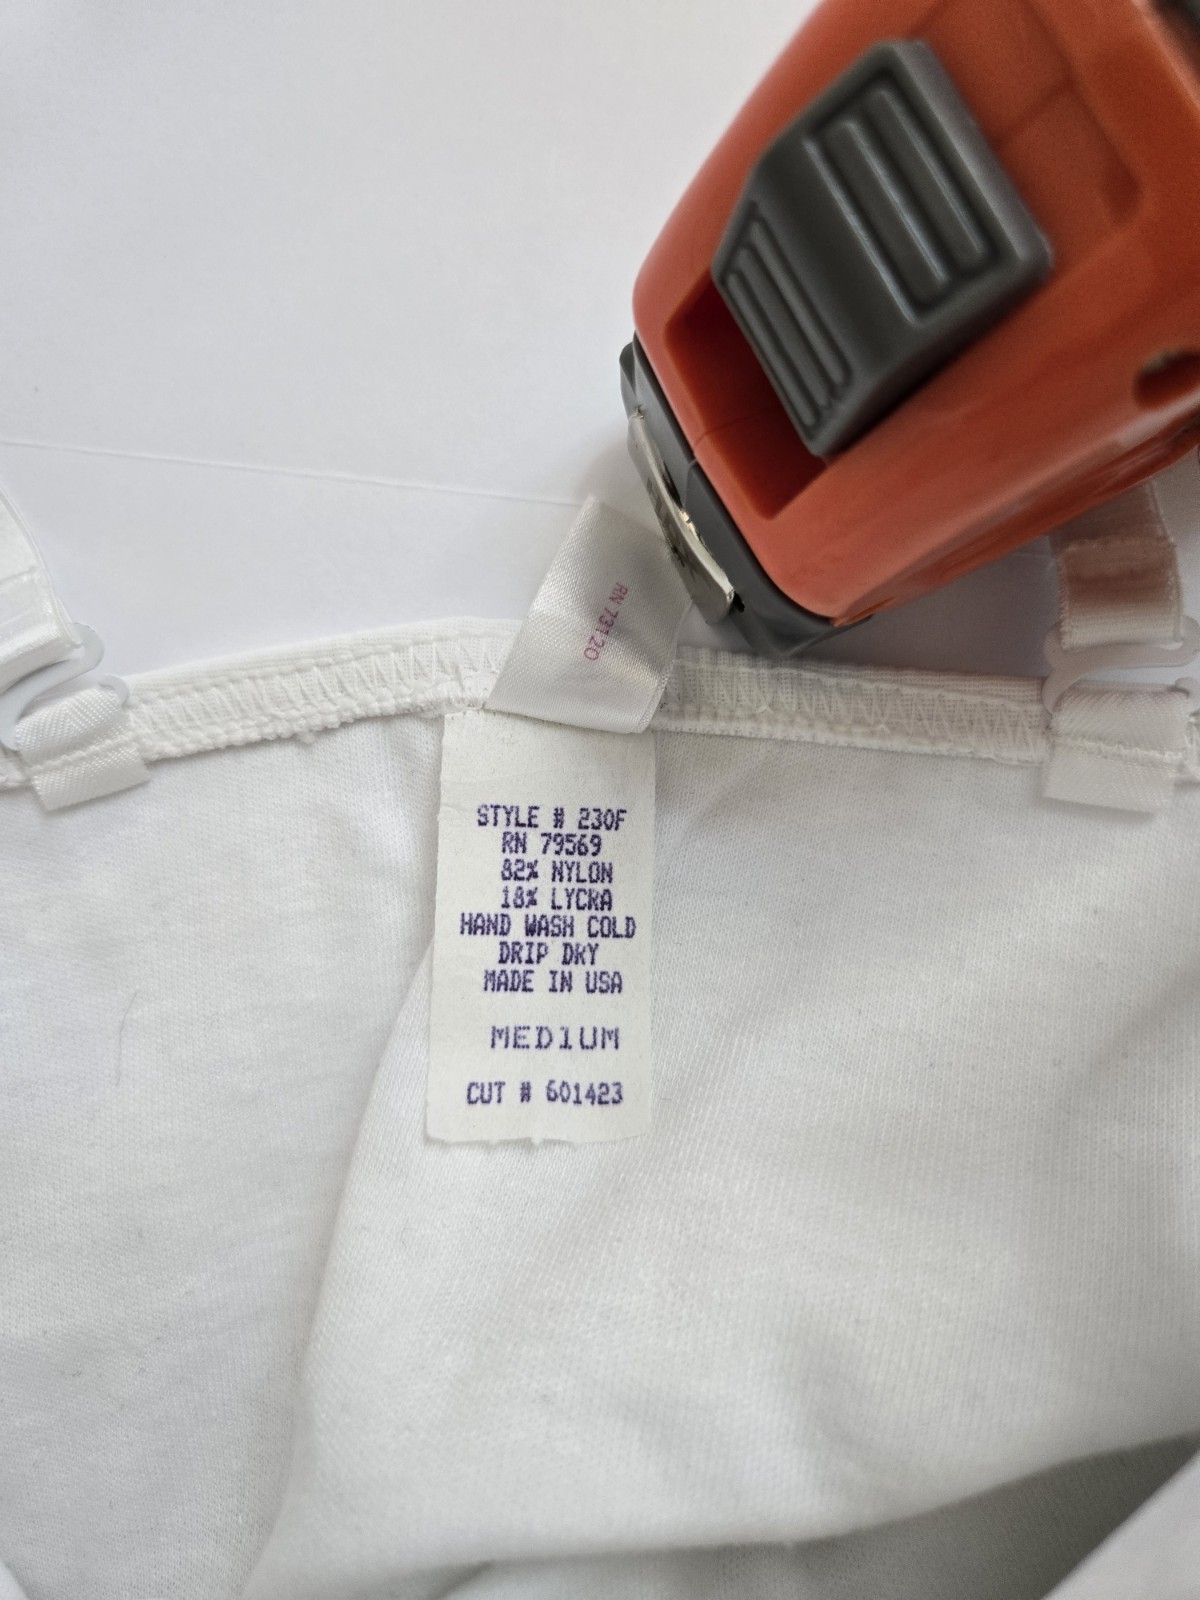 RN 73120
STYLE # 230F
RN 79569
82% NYLON
18% LYCRA
HAND WASH COLD
DRIP DRY
MADE IN USA
MEDIUM
CUT # 601423